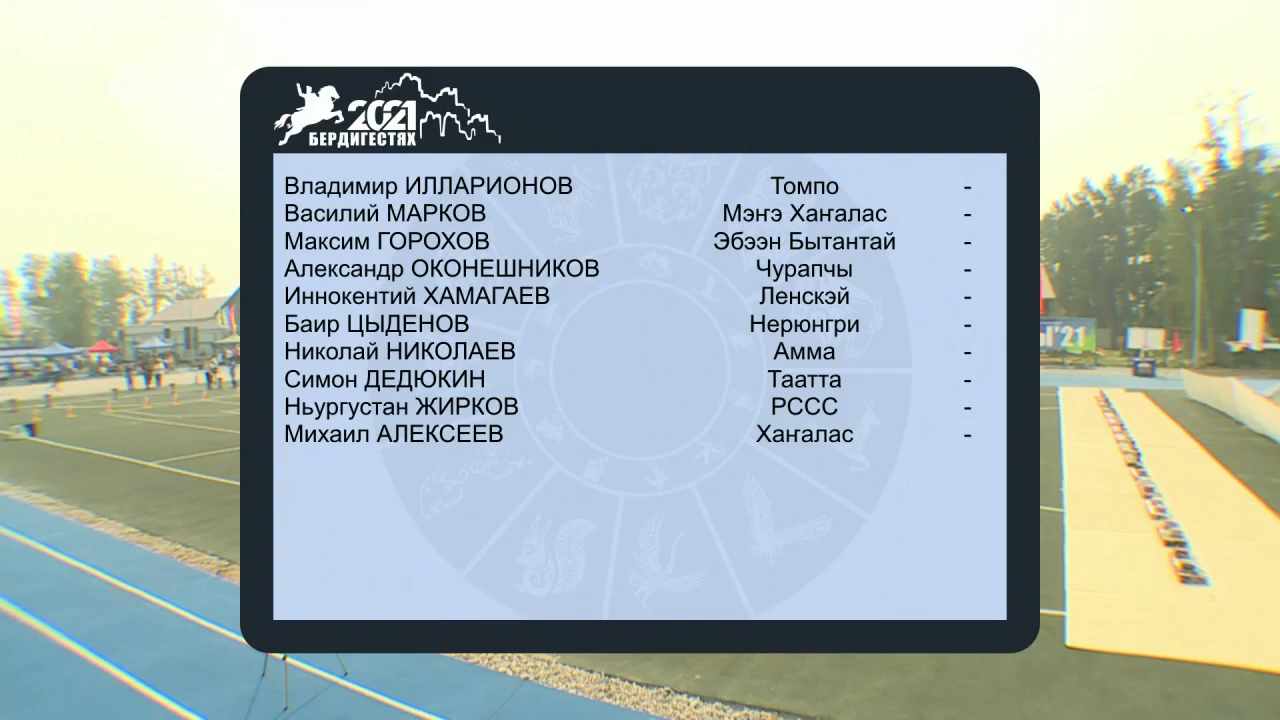 2021
БЕРДИГЕСТЯХ
Владимир ИЛЛАРИОНОВ Томпо -
Василий МАРКОВ Мэҥэ Хаҥалас -
Максим ГОРОХОВ Эбээн Бытантай -
Александр ОКОНЕШНИКОВ Чурапчы -
Иннокентий ХАМАГАЕВ Ленскэй -
Баир ЦЫДЕНОВ Нерюнгри -
Николай НИКОЛАЕВ Амма -
Симон ДЕДЮКИН Таатта -
Ньургустан ЖИРКОВ РССС -
Михаил АЛЕКСЕЕВ Хаҥалас -